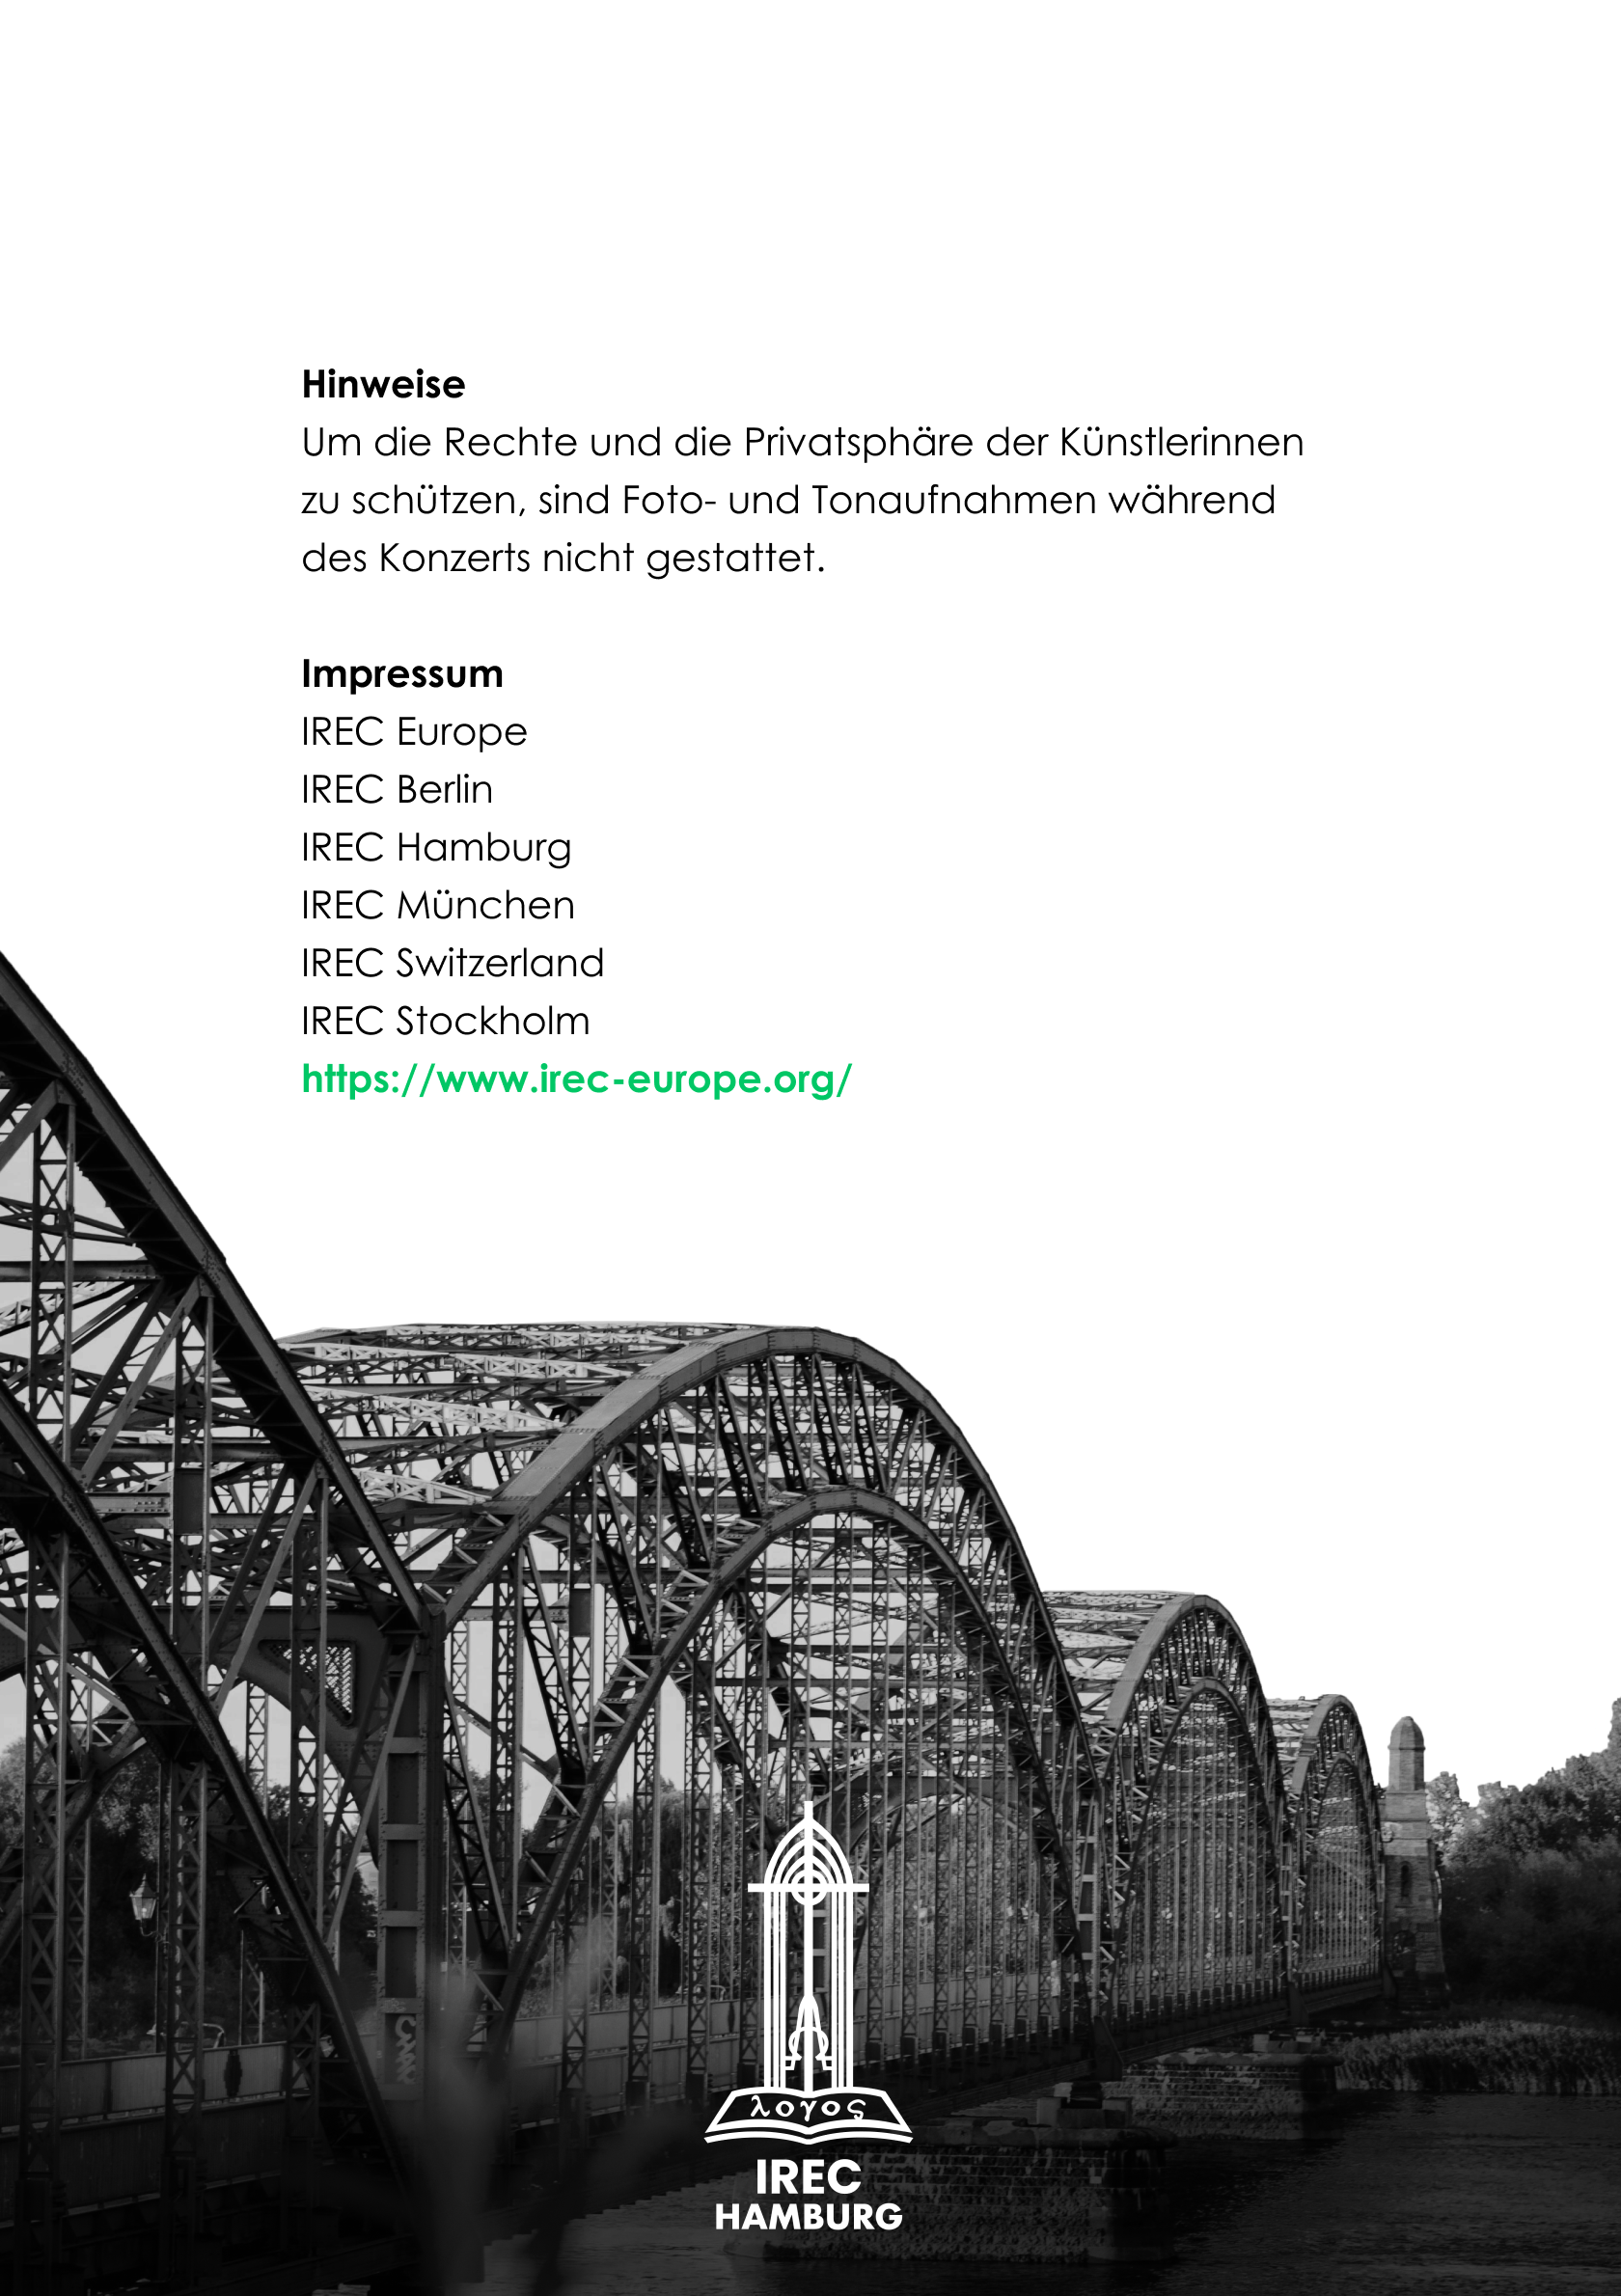 Hinweise
Um die Rechte und die Privatsphäre der Künstlerinnen
zu schützen, sind Foto- und Tonaufnahmen während
des Konzerts nicht gestattet.
Impressum
IREC Europe
IREC Berlin
IREC Hamburg
IREC München
IREC Switzerland
IREC Stockholm
https://www.irec-europe.org/
λογος
IREC
HAMBURG